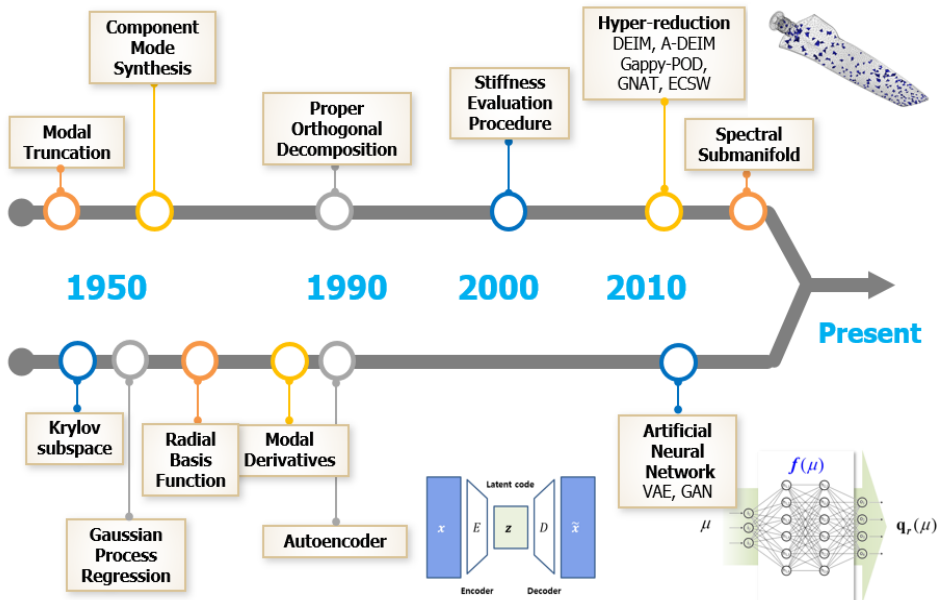 Component
Mode
Synthesis
Modal
Truncation
Proper
Orthogonal
Decomposition
Stiffness
Evaluation
Procedure
Hyper-reduction
DEIM, A-DEIM
Gappy-POD,
GNAT, ECSW
Spectral
Submanifold
1950
1990
2000
2010
Present
Krylov
subspace
Gaussian
Process
Regression
Radial
Basis
Function
Modal
Derivatives
Autoencoder
Artificial
Neural
Network
VAE, GAN
Latent code
x
E
z
D
x̃
Encoder
Decoder
f(μ)
μ
qᵣ(μ)